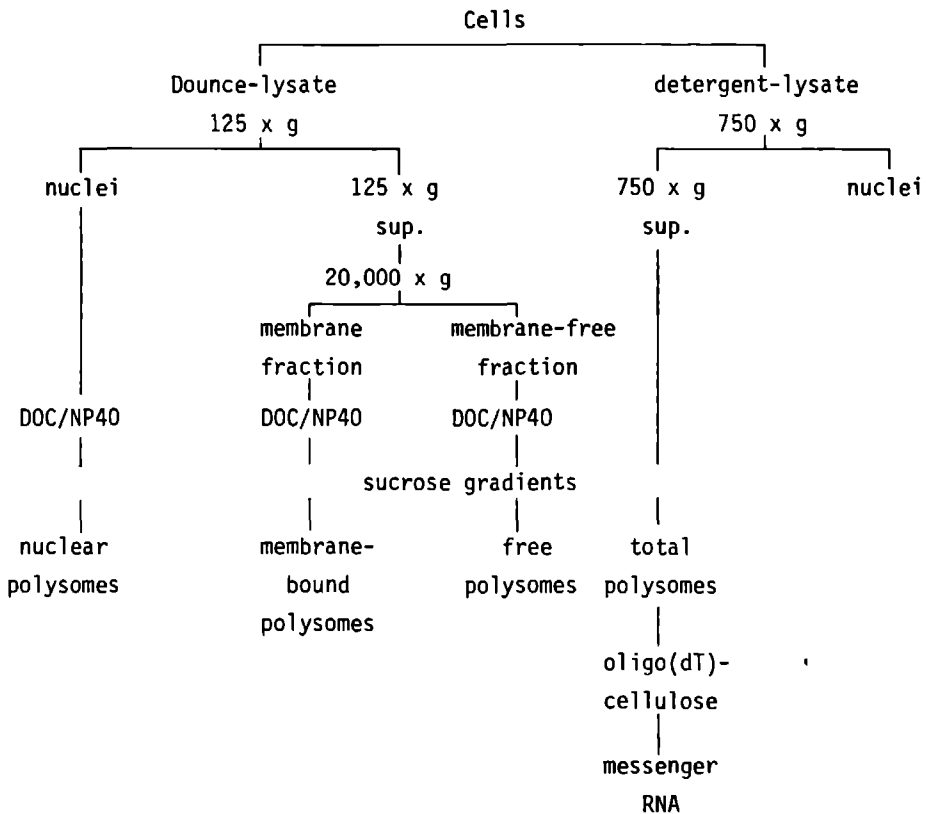 Cells
Dounce-lysate detergent-lysate
125 x g 750 x g
nuclei 125 x g 750 x g nuclei
sup. sup.
20,000 x g
membrane membrane-free
fraction fraction
DOC/NP40 DOC/NP40 DOC/NP40
sucrose gradients
nuclear membrane- free total
polysomes bound polysomes polysomes
polysomes
oligo(dT)-
cellulose
messenger
RNA